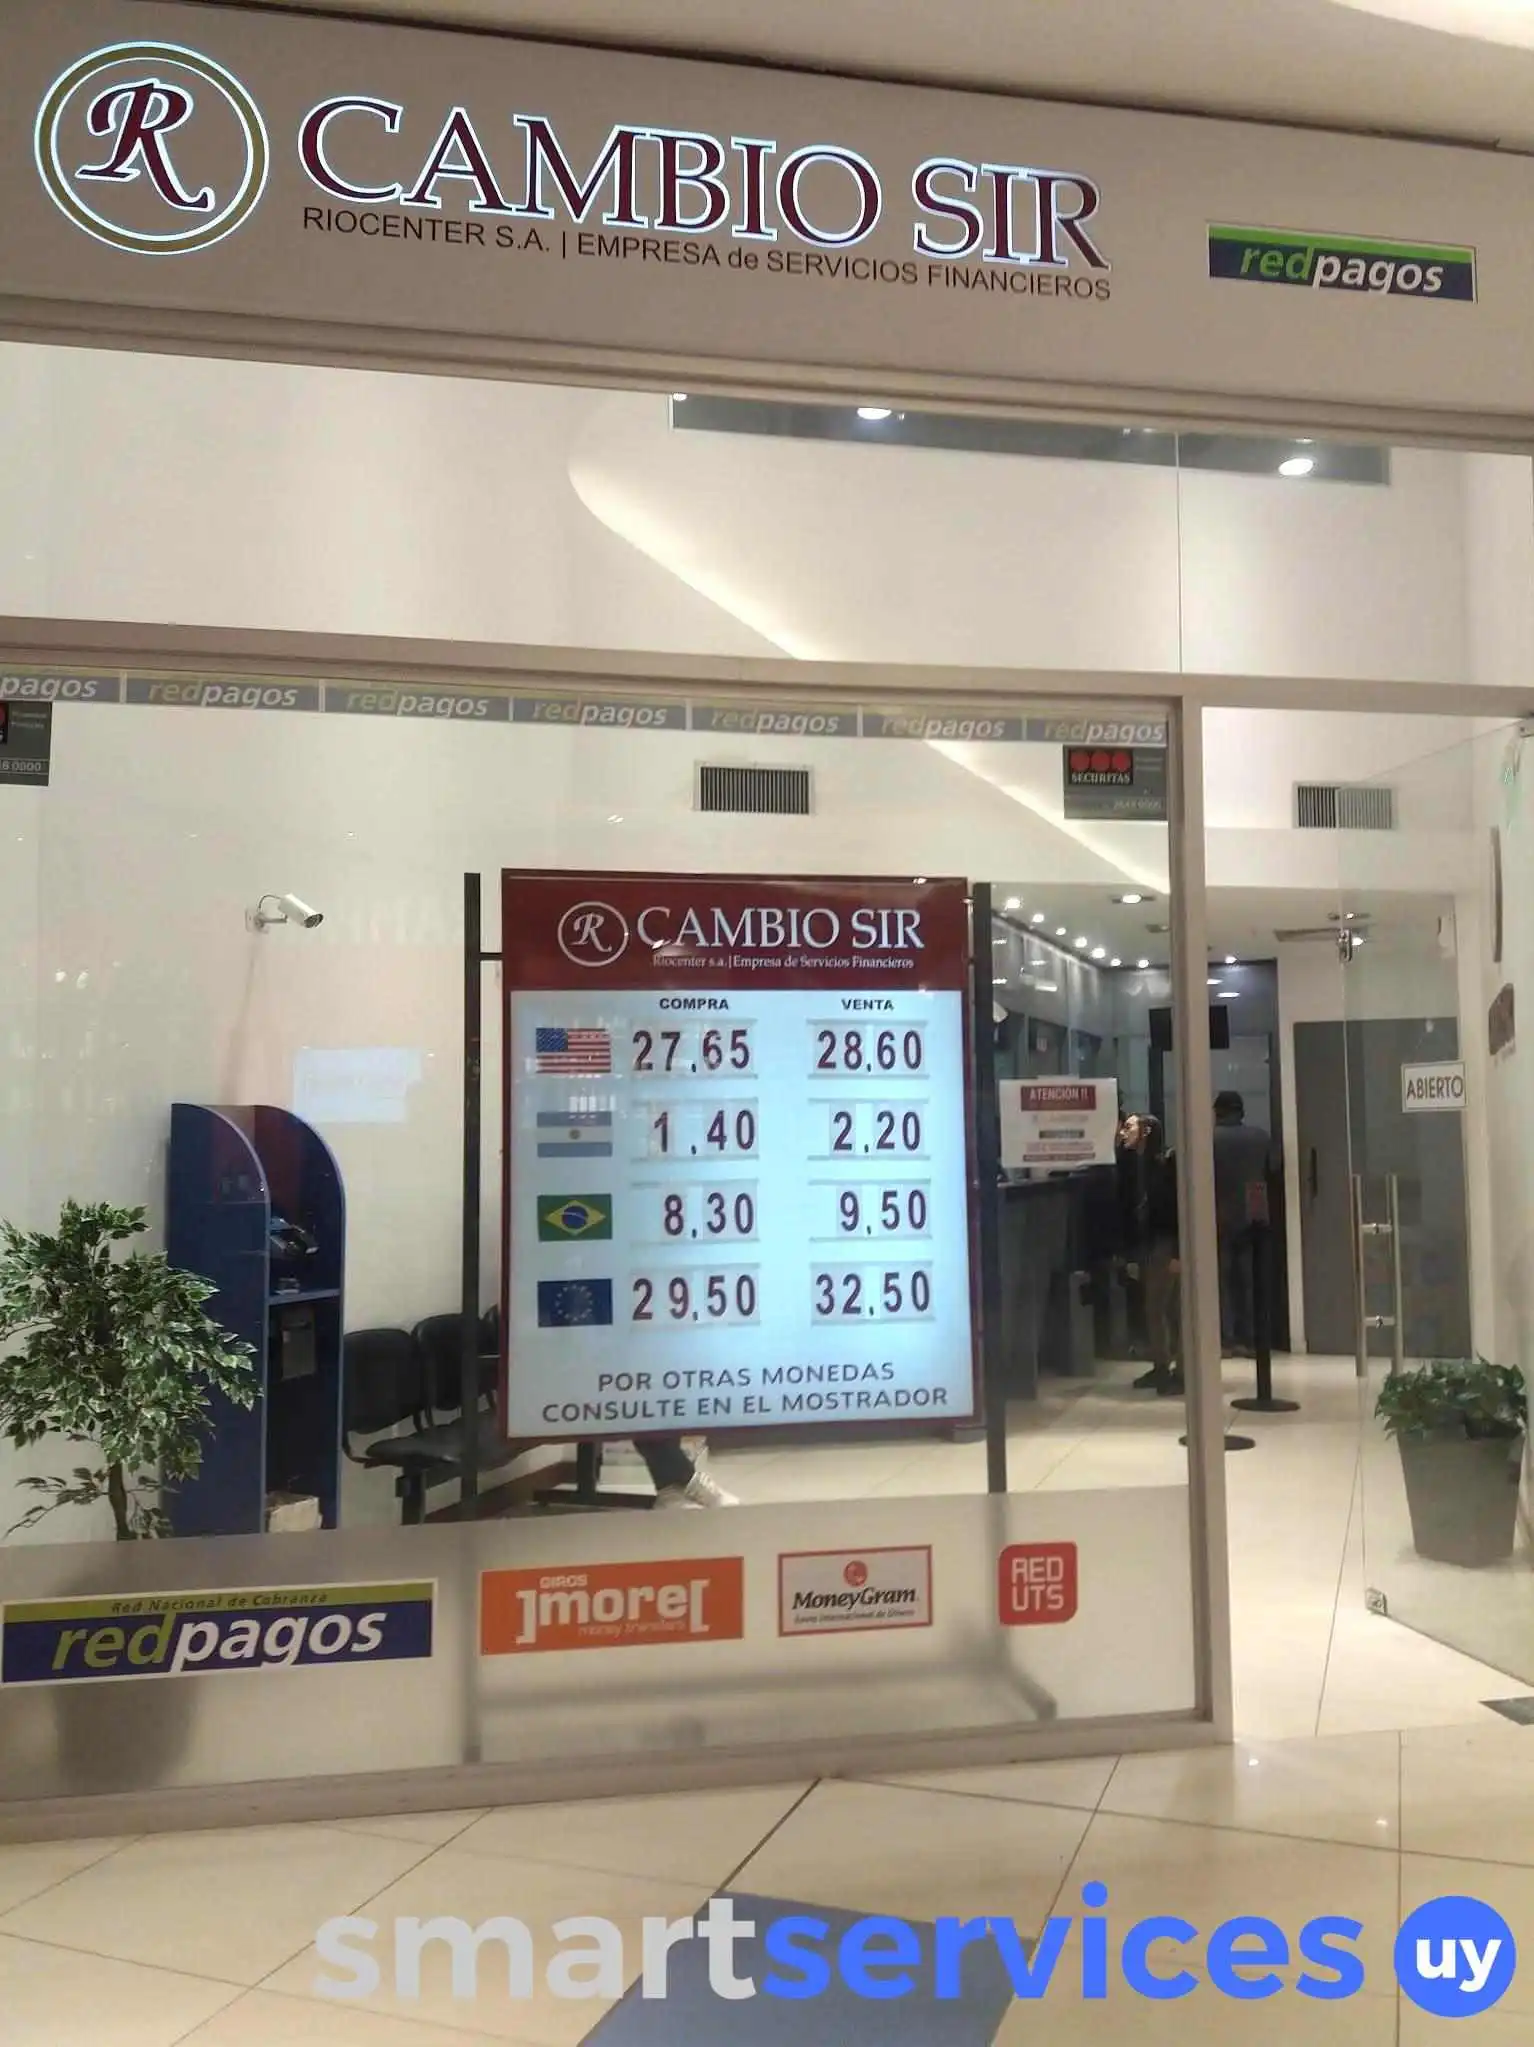 R CAMBIO SIR
RIOCENTER S.A. | EMPRESA de SERVICIOS FINANCIEROS
redpagos
pagos | redpagos | redpagos | redpagos | redpagos | redpagos | redpagos
SECURITAS
R CAMBIO SIR
Riocenter s.a. | Empresa de Servicios Financieros
COMPRA VENTA
27,65 28,60
1,40 2,20
8,30 9,50
29,50 32,50
POR OTRAS MONEDAS
CONSULTE EN EL MOSTRADOR
ATENCIÓN !!
ABIERTO
Red Nacional de Cobranza
redpagos
GIROS
]more[
money transfers
MoneyGram
RED
UTS
smartservices uy